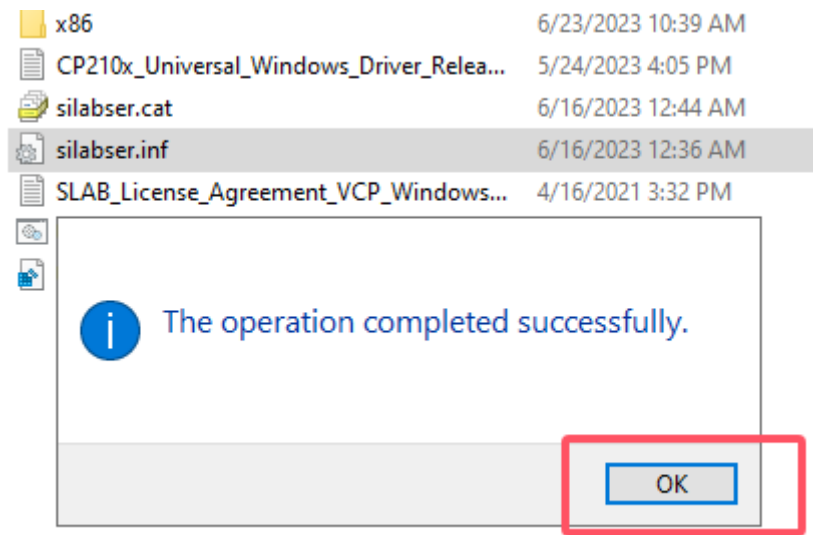 x86 6/23/2023 10:39 AM
CP210x_Universal_Windows_Driver_Relea... 5/24/2023 4:05 PM
silabser.cat 6/16/2023 12:44 AM
silabser.inf 6/16/2023 12:36 AM
SLAB_License_Agreement_VCP_Windows... 4/16/2021 3:32 PM
The operation completed successfully.
OK